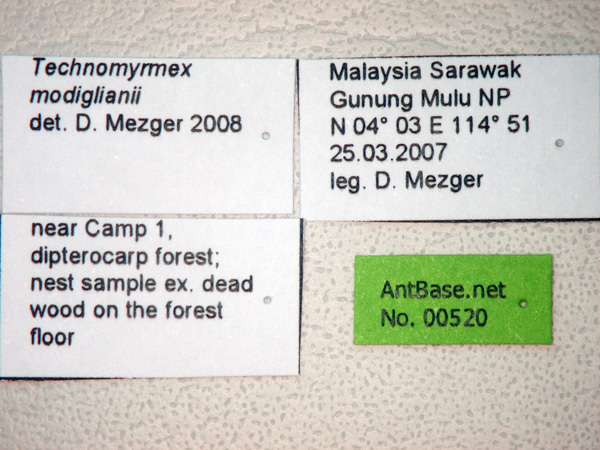 Technomyrmex
modiglianii
det. D. Mezger 2008
Malaysia Sarawak
Gunung Mulu NP
N 04° 03 E 114° 51
25.03.2007
leg. D. Mezger
near Camp 1,
dipterocarp forest;
nest sample ex. dead
wood on the forest
floor
AntBase.net
No. 00520